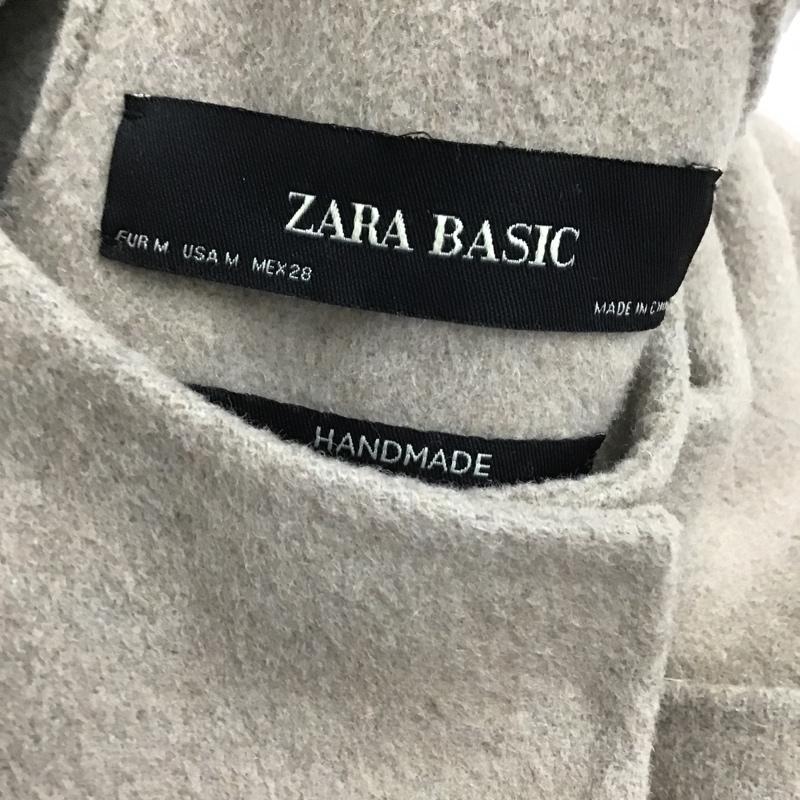 ZARA BASIC
EUR M USA M MEX 28
MADE IN
HANDMADE